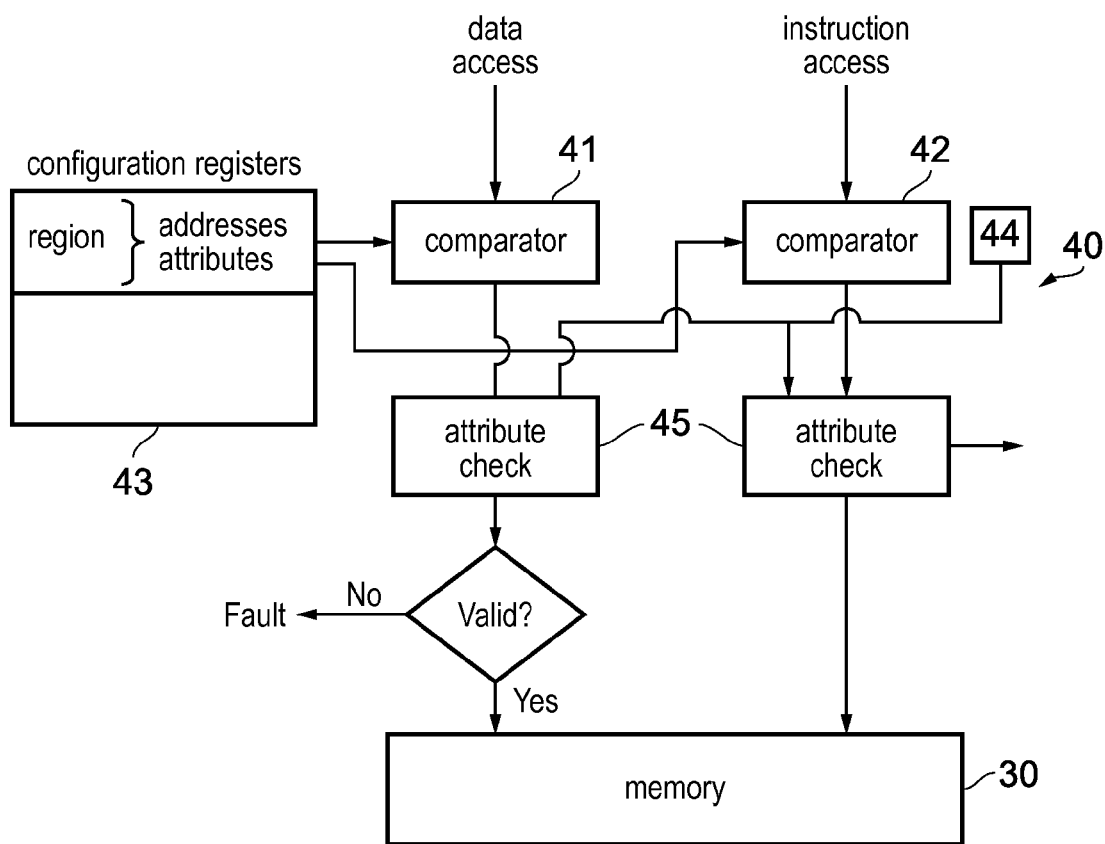 data
access
instruction
access
configuration registers
41
42
region
addresses
attributes
comparator
comparator
44
40
attribute
check
45
attribute
check
43
Fault
No
Valid?
Yes
memory
30